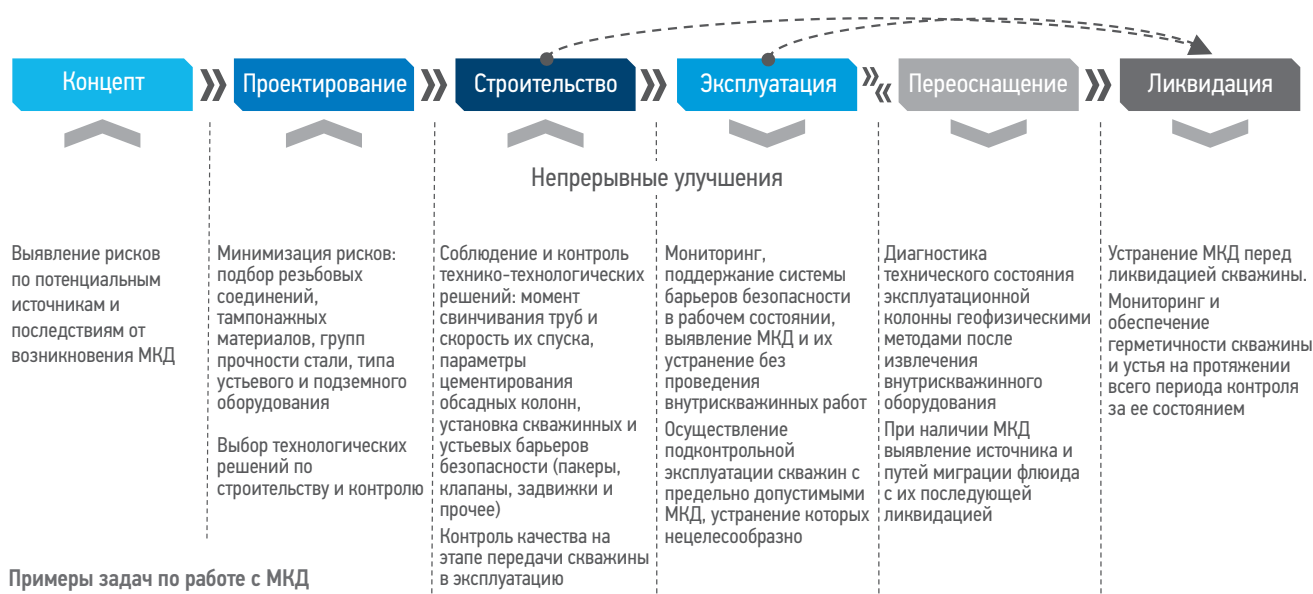 Концепт
Проектирование
Строительство
Эксплуатация
Переоснащение
Ликвидация
Непрерывные улучшения
Выявление рисков
по потенциальным
источникам и
последствиям от
возникновения МКД
Минимизация рисков:
подбор резьбовых
соединений,
тампонажных
материалов, групп
прочности стали, типа
устьевого и подземного
оборудования
Выбор технологических
решений по
строительству и контролю
Соблюдение и контроль
технико-технологических
решений: момент
свинчивания труб и
скорость их спуска,
параметры
цементирования
обсадных колонн,
установка скважинных и
устьевых барьеров
безопасности (пакеры,
клапаны, задвижки и
прочее)
Контроль качества на
этапе передачи скважины
в эксплуатацию
Мониторинг,
поддержание системы
барьеров безопасности
в рабочем состоянии,
выявление МКД и их
устранение без
проведения
внутрискважинных работ
Осуществление
подконтрольной
эксплуатации скважин с
предельно допустимыми
МКД, устранение которых
нецелесообразно
Диагностика
технического состояния
эксплуатационной
колонны геофизическими
методами после
извлечения
внутрискважинного
оборудования
При наличии МКД
выявление источника и
путей миграции флюида
с их последующей
ликвидацией
Устранение МКД перед
ликвидацией скважины.
Мониторинг и
обеспечение
герметичности скважины
и устья на протяжении
всего периода контроля
за ее состоянием
Примеры задач по работе с МКД